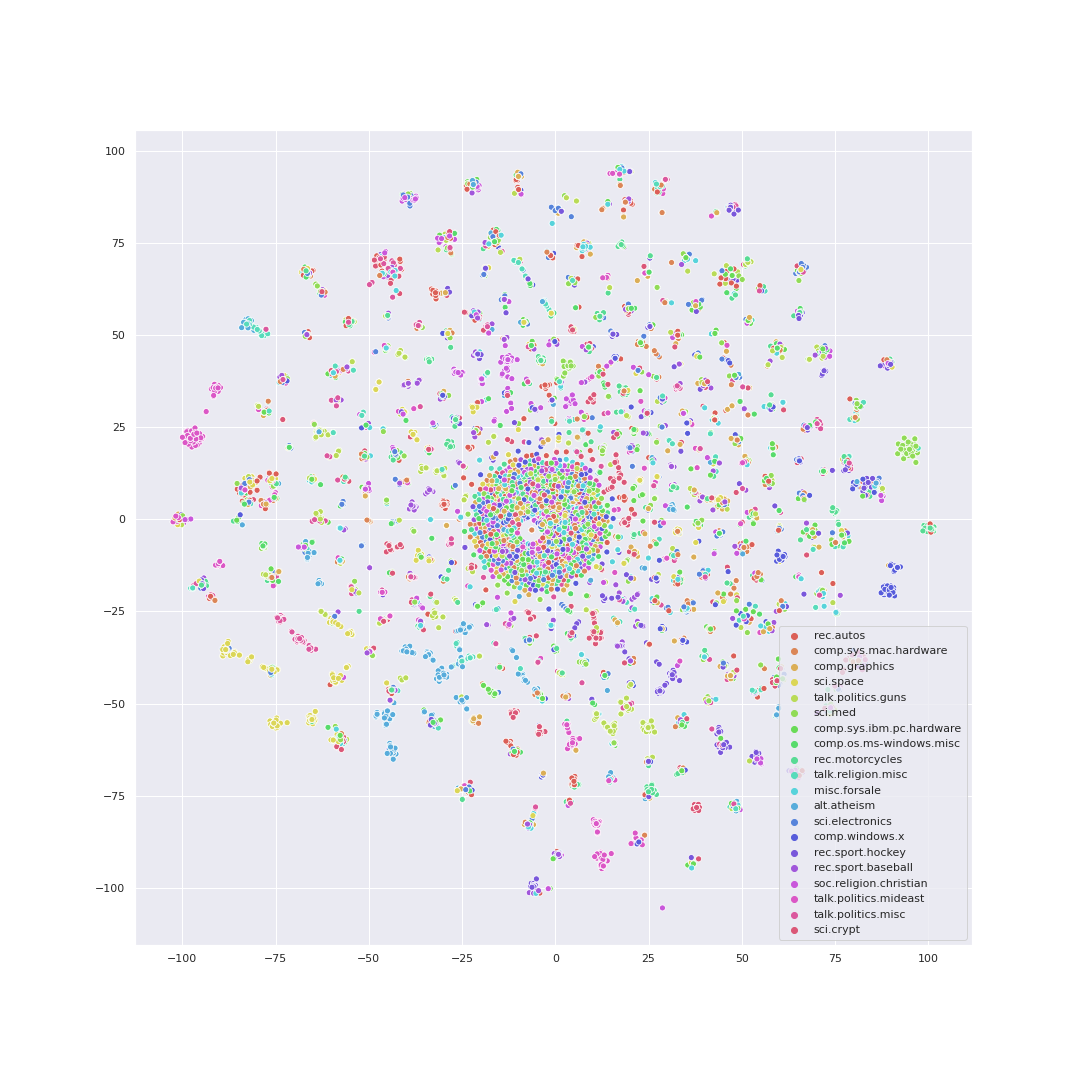 100
75
50
25
0
−25
−50
−75
−100
−100
−75
−50
−25
0
25
50
75
100
rec.autos
comp.sys.mac.hardware
comp.graphics
sci.space
talk.politics.guns
sci.med
comp.sys.ibm.pc.hardware
comp.os.ms-windows.misc
rec.motorcycles
talk.religion.misc
misc.forsale
alt.atheism
sci.electronics
comp.windows.x
rec.sport.hockey
rec.sport.baseball
soc.religion.christian
talk.politics.mideast
talk.politics.misc
sci.crypt